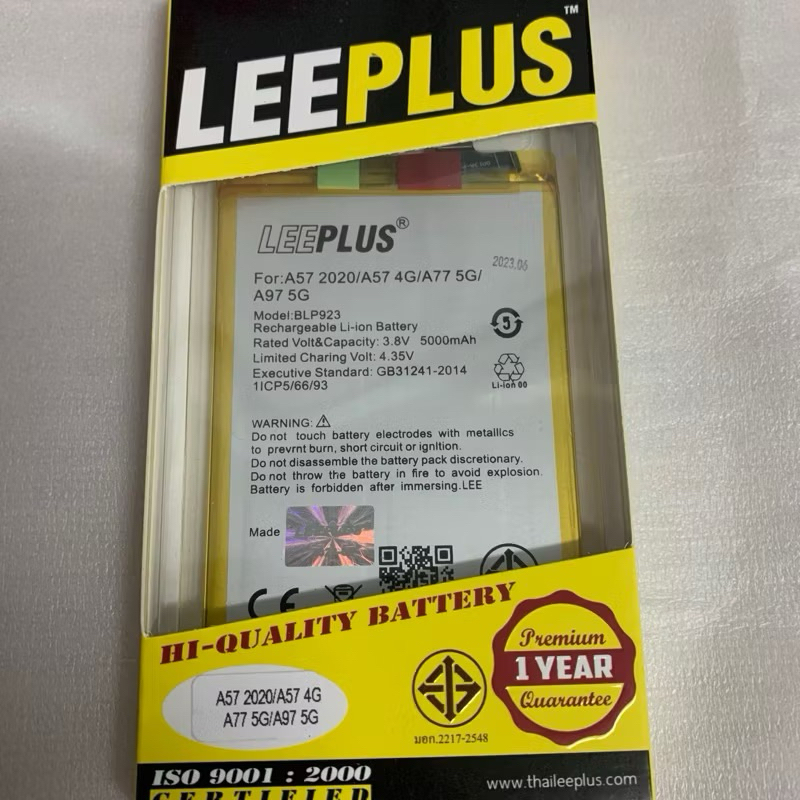 LEEPLUS™
LEEPLUS®
2023.06
For:A57 2020/A57 4G/A77 5G/
A97 5G
Model:BLP923
Rechargeable Li-ion Battery
Rated Volt&Capacity: 3.8V 5000mAh
Limited Charing Volt: 4.35V
Executive Standard: GB31241-2014
1ICP5/66/93
Li-ion 00
WARNING:
Do not touch battery electrodes with metallics
to prevrnt burn, short circuit or ignltion.
Do not disassemble the battery pack discretionary.
Do not throw the battery in fire to avoid explosion.
Battery is forbidden after immersing.LEE
Made
CE
HI-QUALITY BATTERY
Premium
1 YEAR
Quarantee
A57 2020/A57 4G
A77 5G/A97 5G
มอก.2217-2548
ISO 9001 : 2000
CERTIFIED
www.thaileeplus.com